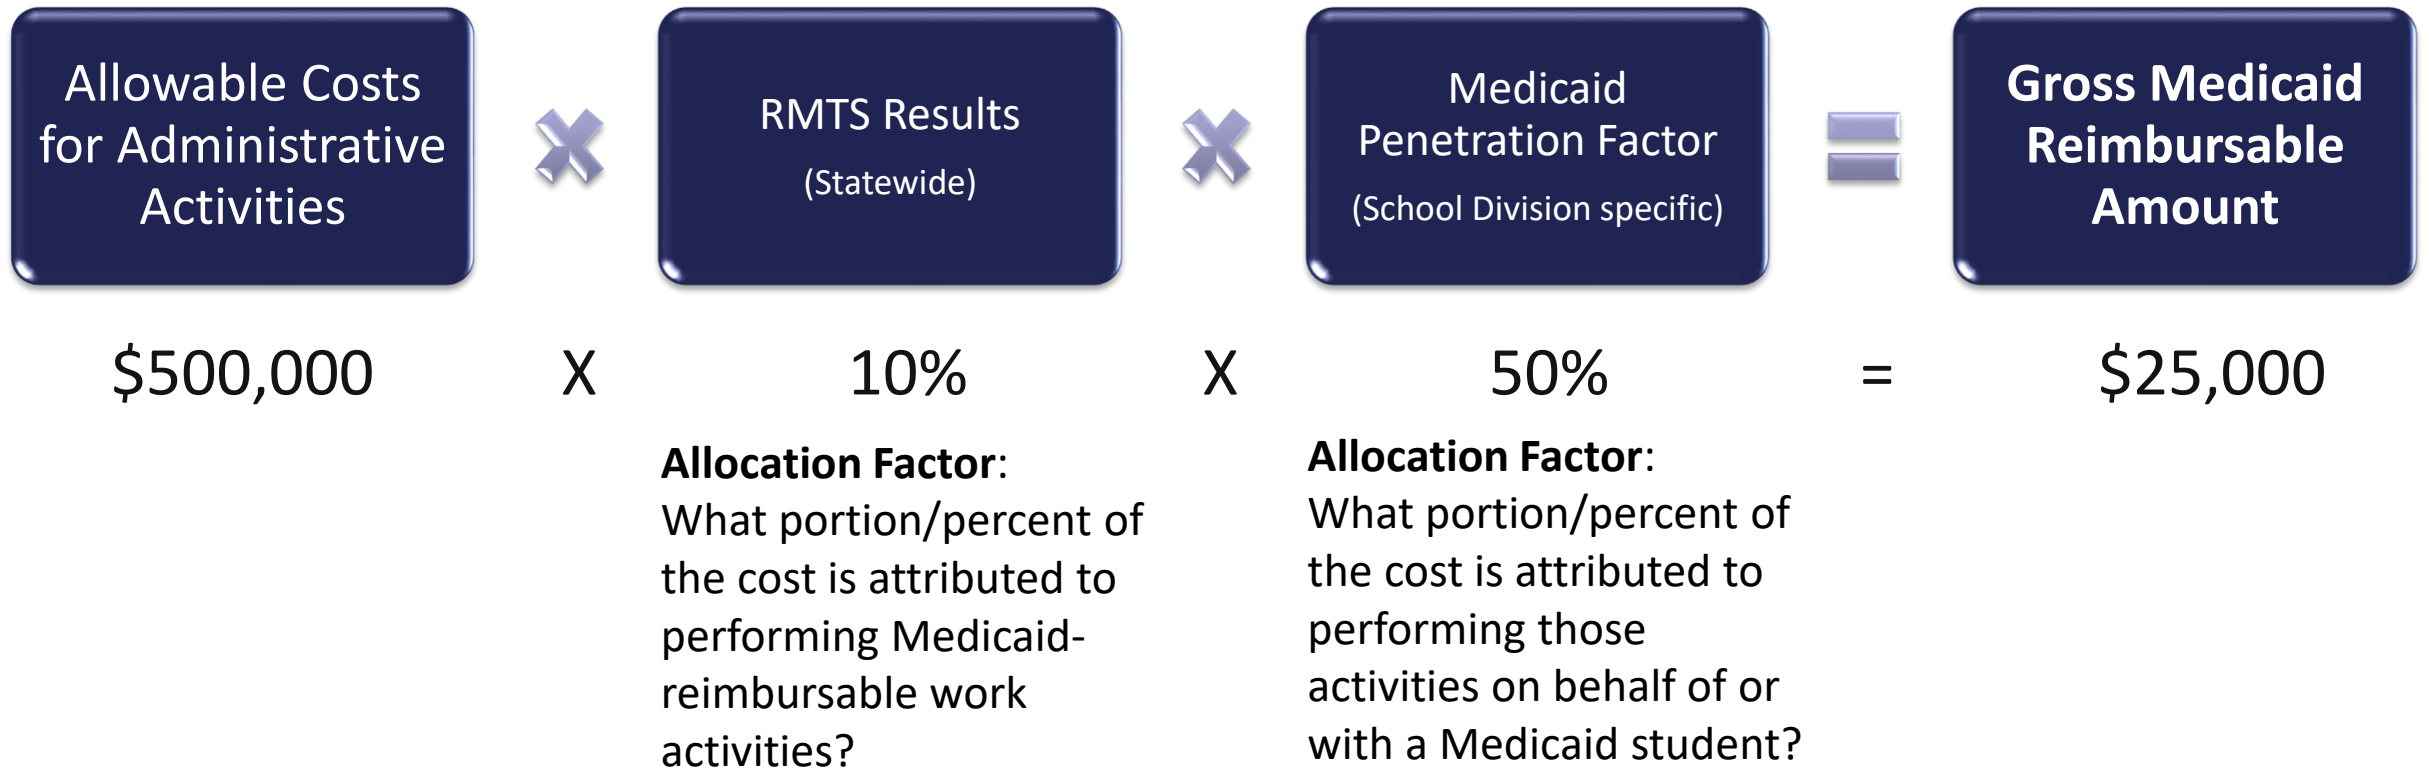 Allowable Costs
for Administrative
Activities
RMTS Results
(Statewide)
Medicaid
Penetration Factor
(School Division specific)
Gross Medicaid
Reimbursable
Amount
$500,000 X 10% X 50% = $25,000
Allocation Factor:
What portion/percent of
the cost is attributed to
performing Medicaid-
reimbursable work
activities?
Allocation Factor:
What portion/percent of
the cost is attributed to
performing those
activities on behalf of or
with a Medicaid student?